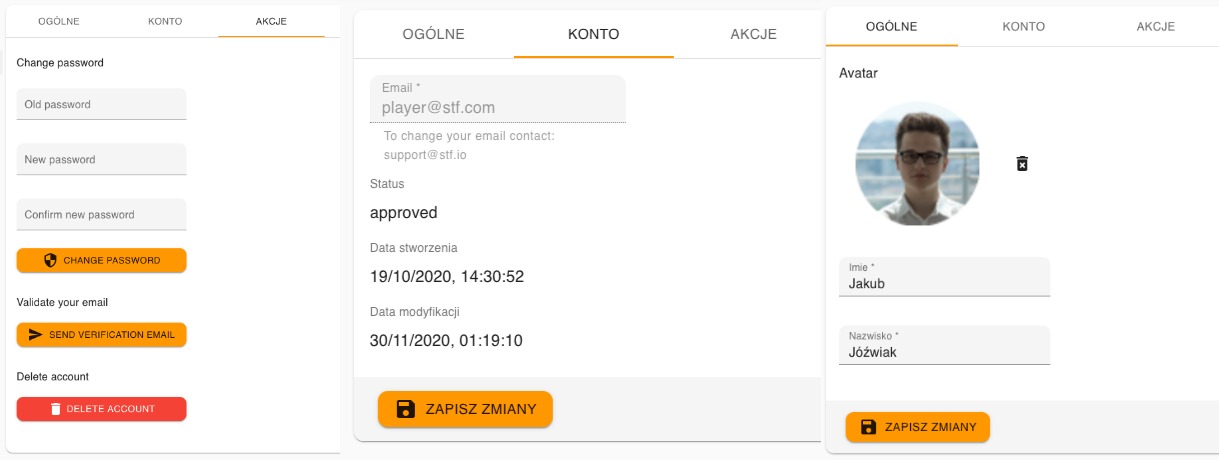 OGÓLNE KONTO AKCJE
Change password
Old password
New password
Confirm new password
CHANGE PASSWORD
Validate your email
SEND VERIFICATION EMAIL
Delete account
DELETE ACCOUNT
OGÓLNE KONTO AKCJE
Email *
player@stf.com
To change your email contact:
support@stf.io
Status
approved
Data stworzenia
19/10/2020, 14:30:52
Data modyfikacji
30/11/2020, 01:19:10
ZAPISZ ZMIANY
OGÓLNE KONTO AKCJE
Avatar
Imie *
Jakub
Nazwisko *
Jóźwiak
ZAPISZ ZMIANY